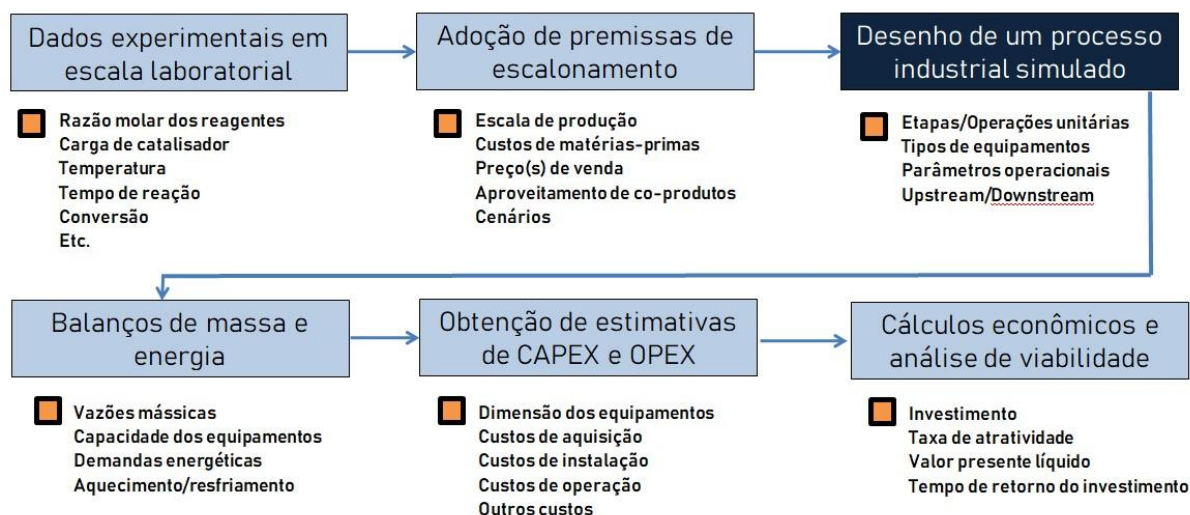 Dados experimentais em
escala laboratorial
Razão molar dos reagentes
Carga de catalisador
Temperatura
Tempo de reação
Conversão
Etc.
Adoção de premissas de
escalonamento
Escala de produção
Custos de matérias-primas
Preço(s) de venda
Aproveitamento de co-produtos
Cenários
Desenho de um processo
industrial simulado
Etapas/Operações unitárias
Tipos de equipamentos
Parâmetros operacionais
Upstream/Downstream
Balanços de massa e
energia
Vazões mássicas
Capacidade dos equipamentos
Demandas energéticas
Aquecimento/resfriamento
Obtenção de estimativas
de CAPEX e OPEX
Dimensão dos equipamentos
Custos de aquisição
Custos de instalação
Custos de operação
Outros custos
Cálculos econômicos e
análise de viabilidade
Investimento
Taxa de atratividade
Valor presente líquido
Tempo de retorno do investimento